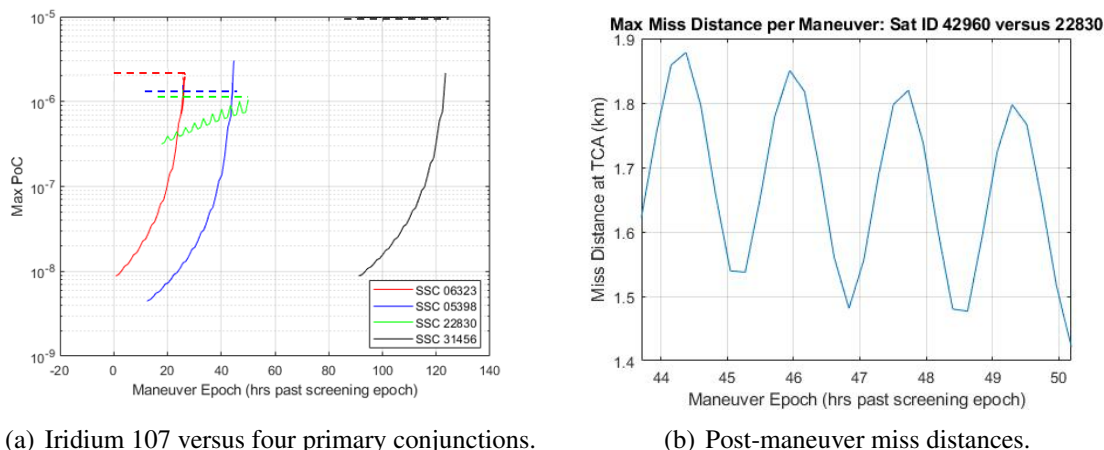 10^-5
10^-6
10^-7
10^-8
10^-9
Max PoC
-20 0 20 40 60 80 100 120 140
Maneuver Epoch (hrs past screening epoch)
SSC 06323
SSC 05398
SSC 22830
SSC 31456
(a) Iridium 107 versus four primary conjunctions.
Max Miss Distance per Maneuver: Sat ID 42960 versus 22830
1.9
1.8
1.7
1.6
1.5
1.4
Miss Distance at TCA (km)
44 45 46 47 48 49 50
Maneuver Epoch (hrs past screening epoch)
(b) Post-maneuver miss distances.